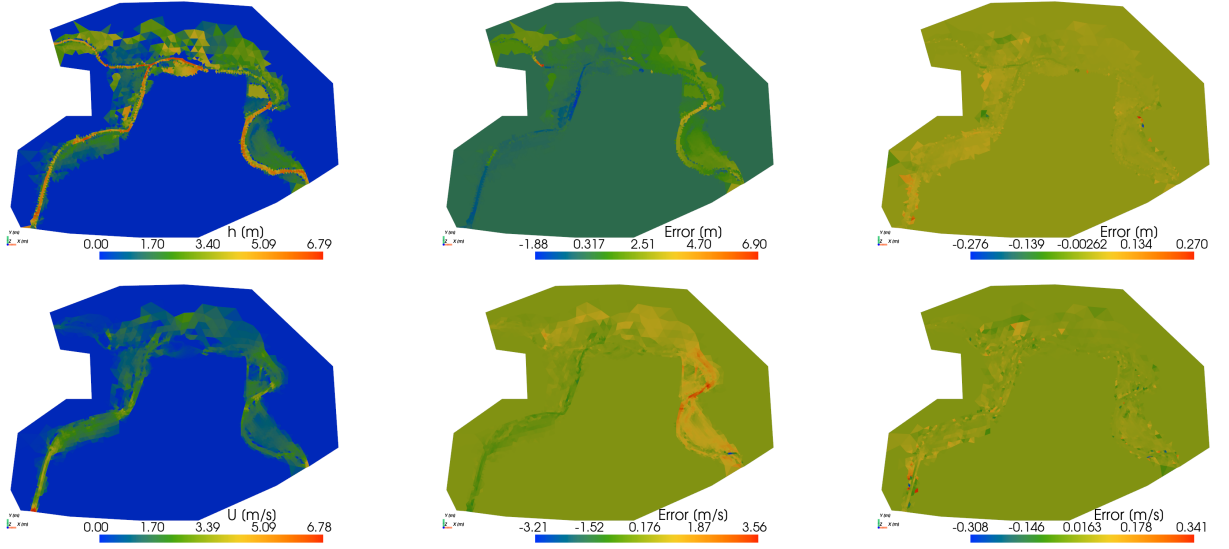 h (m)
0.00 1.70 3.40 5.09 6.79
Error (m)
-1.88 0.317 2.51 4.70 6.90
Error (m)
-0.276 -0.139 -0.00262 0.134 0.270
U (m/s)
0.00 1.70 3.39 5.09 6.78
Error (m/s)
-3.21 -1.52 0.176 1.87 3.56
Error (m/s)
-0.308 -0.146 0.0163 0.178 0.341